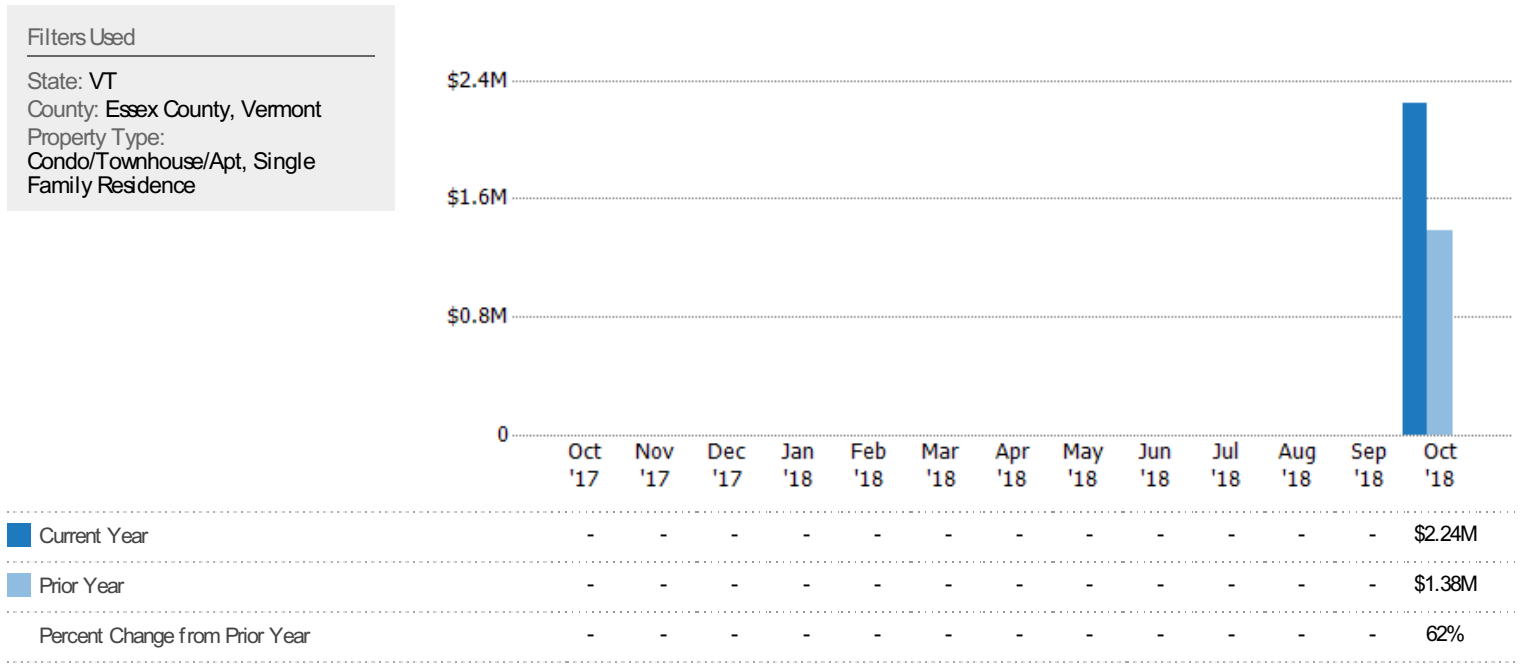 Filters Used
State: VT
County: Essex County, Vermont
Property Type:
Condo/Townhouse/Apt, Single
Family Residence
$2.4M
$1.6M
$0.8M
0
Oct Nov Dec Jan Feb Mar Apr May Jun Jul Aug Sep Oct
'17 '17 '17 '18 '18 '18 '18 '18 '18 '18 '18 '18 '18
Current Year - - - - - - - - - - - - $2.24M
Prior Year - - - - - - - - - - - - $1.38M
Percent Change from Prior Year - - - - - - - - - - - - 62%